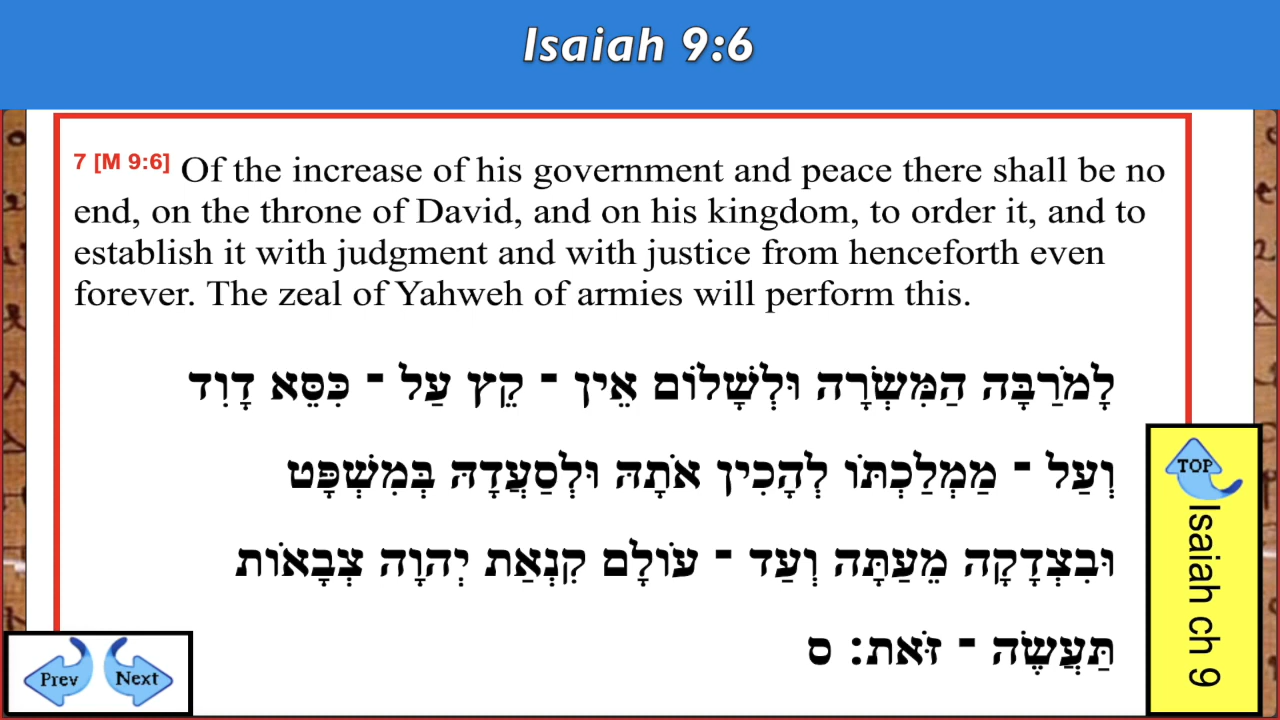 Isaiah 9:6
7 [M 9:6] Of the increase of his government and peace there shall be no
end, on the throne of David, and on his kingdom, to order it, and to
establish it with judgment and with justice from henceforth even
forever. The zeal of Yahweh of armies will perform this.
לָמֹרַבָּה הַמִּשְׂרָה וּלְשָׁלוֹם אֵין ־ קֵץ עַל ־ כִּסֵּא דָוִד
וְעַל ־ מַמְלַכְתֹּו לְהָכִין אֹתָהּ וּלְסַעֲדָהּ בְּמִשְׁפָּט
וּבִצְדָקָה מֵעַתָּה וְעַד ־ עֹולָם קִנְאַת יְהוָה צְבָאֹות
תַּעֲשֶׂה ־ זֹּאת׃ ס
TOP
Isaiah ch 9
Prev Next